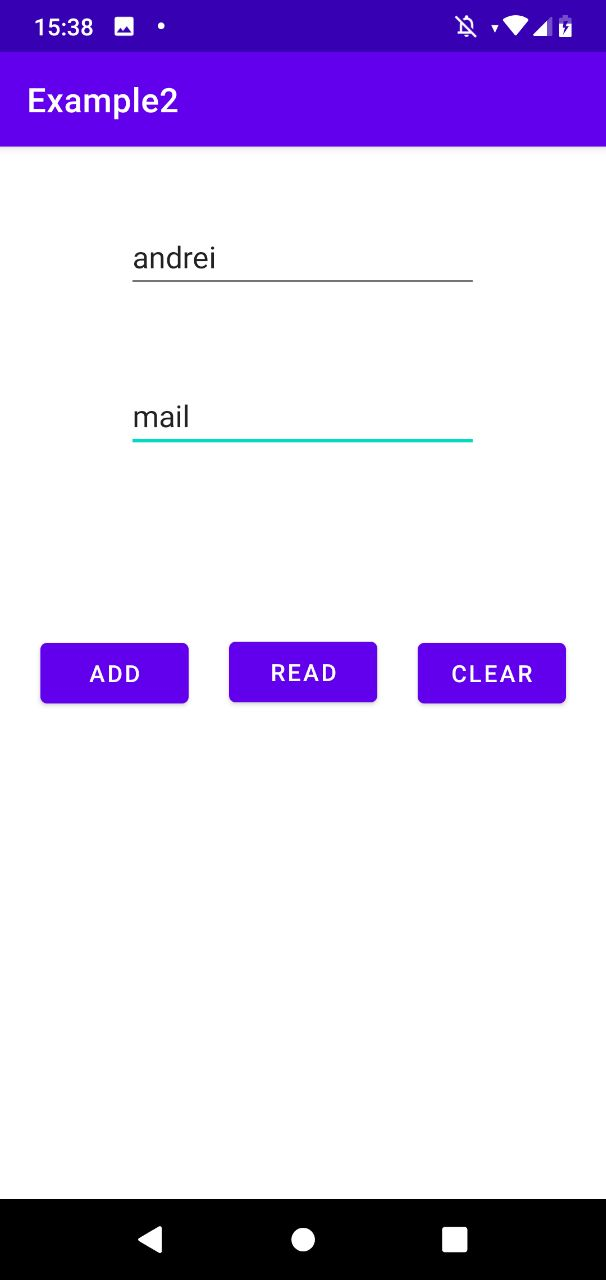 15:38
Example2
andrei
mail
ADD READ CLEAR